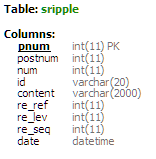 Table: sripple
Columns:
pnum int(11) PK
postnum int(11)
num int(11)
id varchar(20)
content varchar(2000)
re_ref int(11)
re_lev int(11)
re_seq int(11)
date datetime